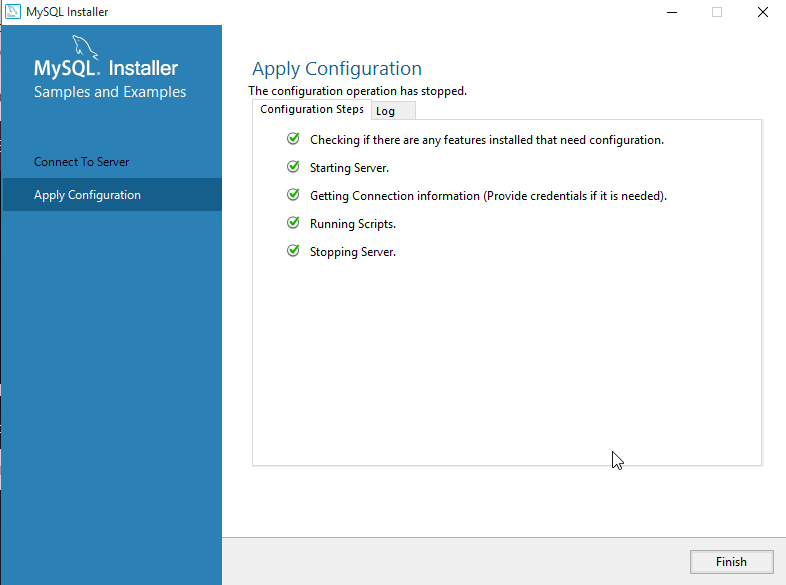 MySQL Installer
MySQL. Installer
Samples and Examples
Connect To Server
Apply Configuration
Apply Configuration
The configuration operation has stopped.
Configuration Steps
Log
Checking if there are any features installed that need configuration.
Starting Server.
Getting Connection information (Provide credentials if it is needed).
Running Scripts.
Stopping Server.
Finish